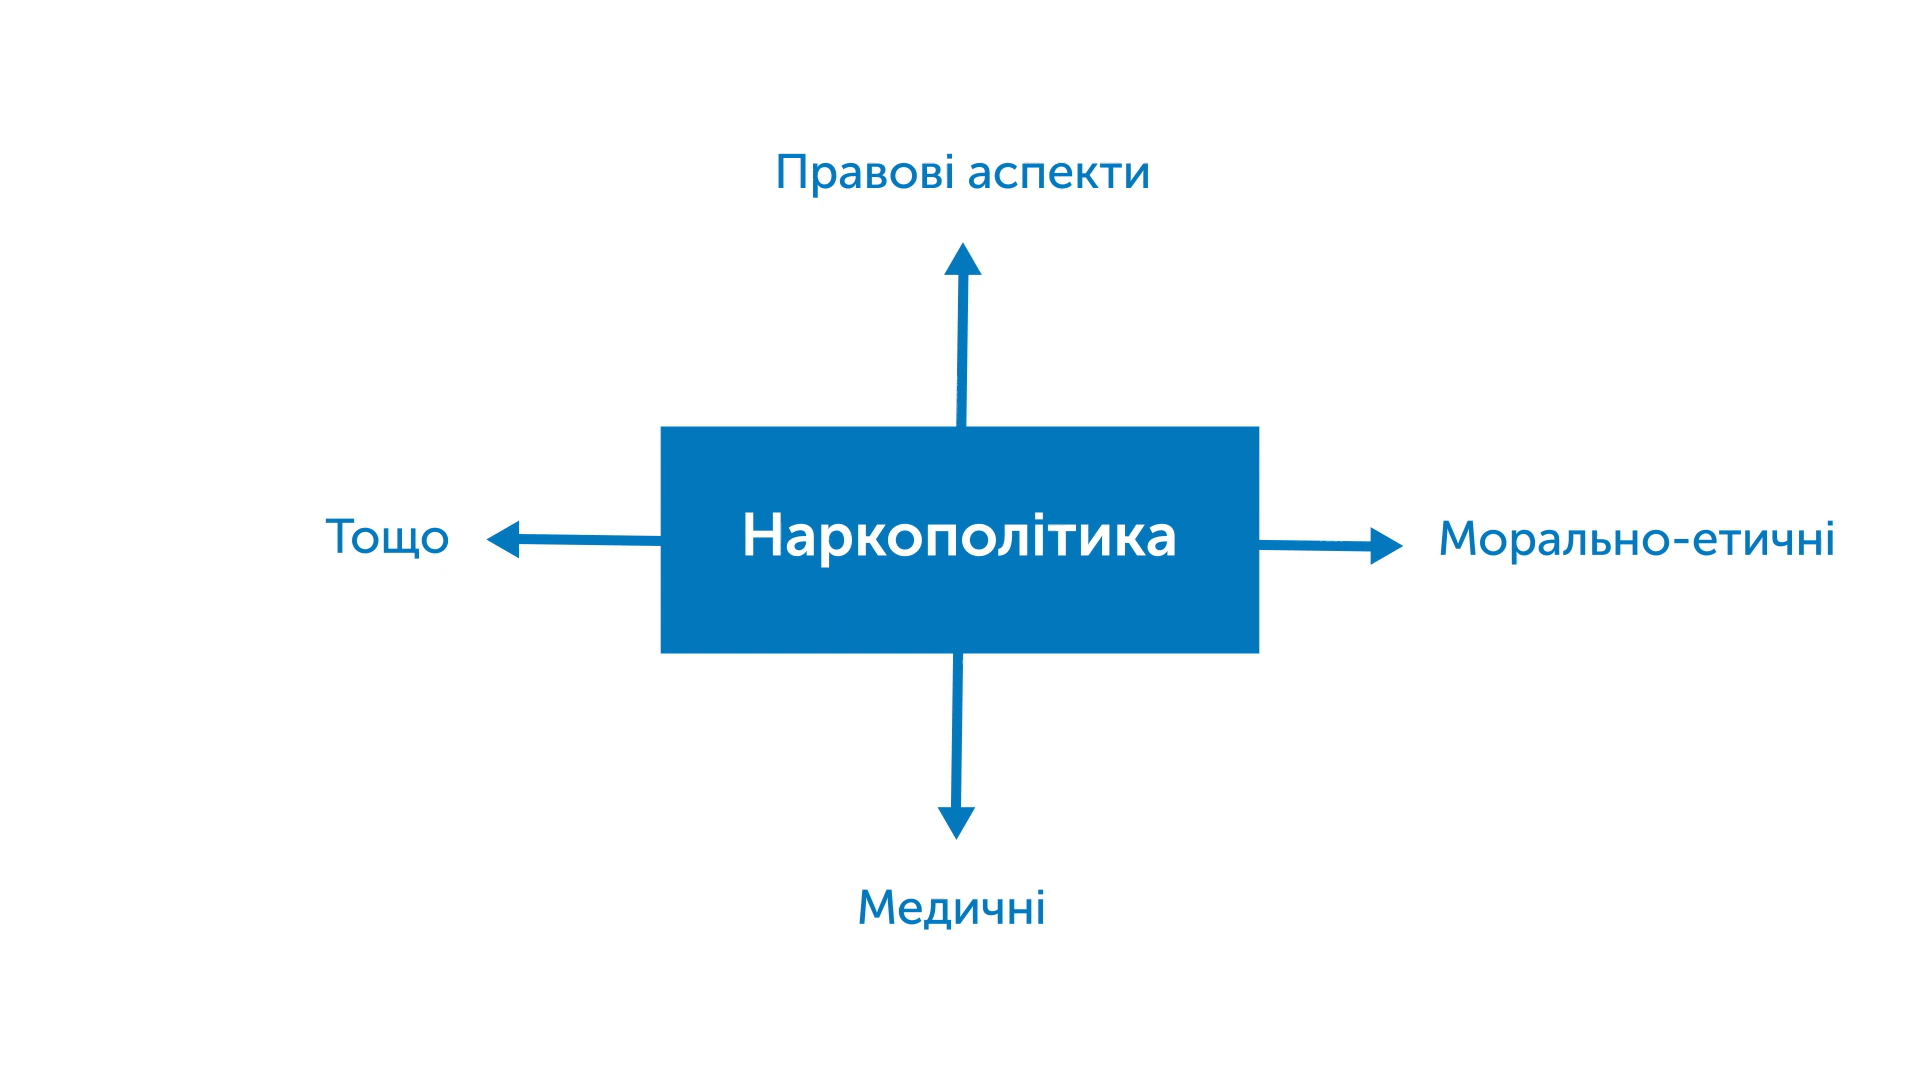 Правові аспекти
Тощо
Наркополітика
Морально-етичні
Медичні